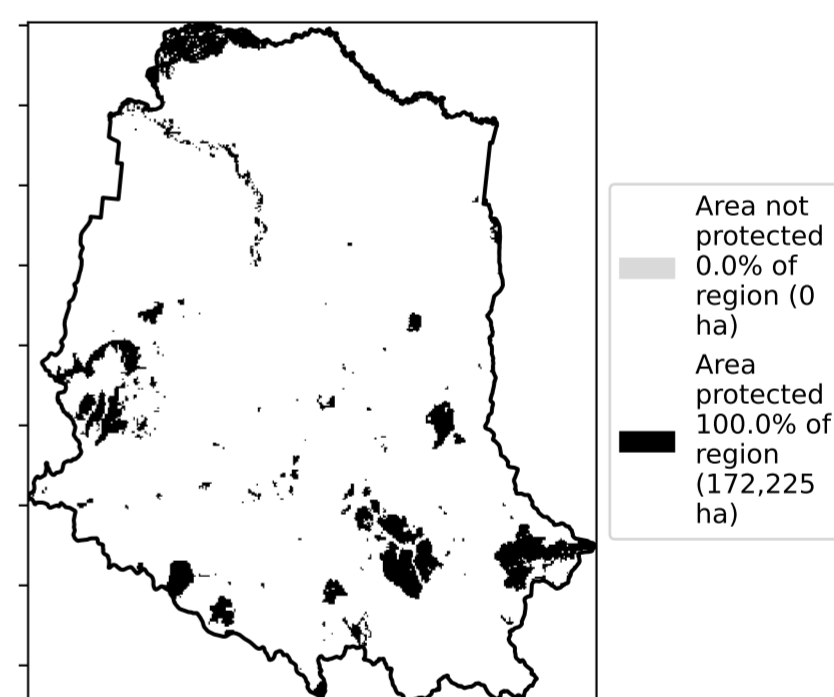 Area not
protected
0.0% of
region (0
ha)
Area
protected
100.0% of
region
(172,225
ha)